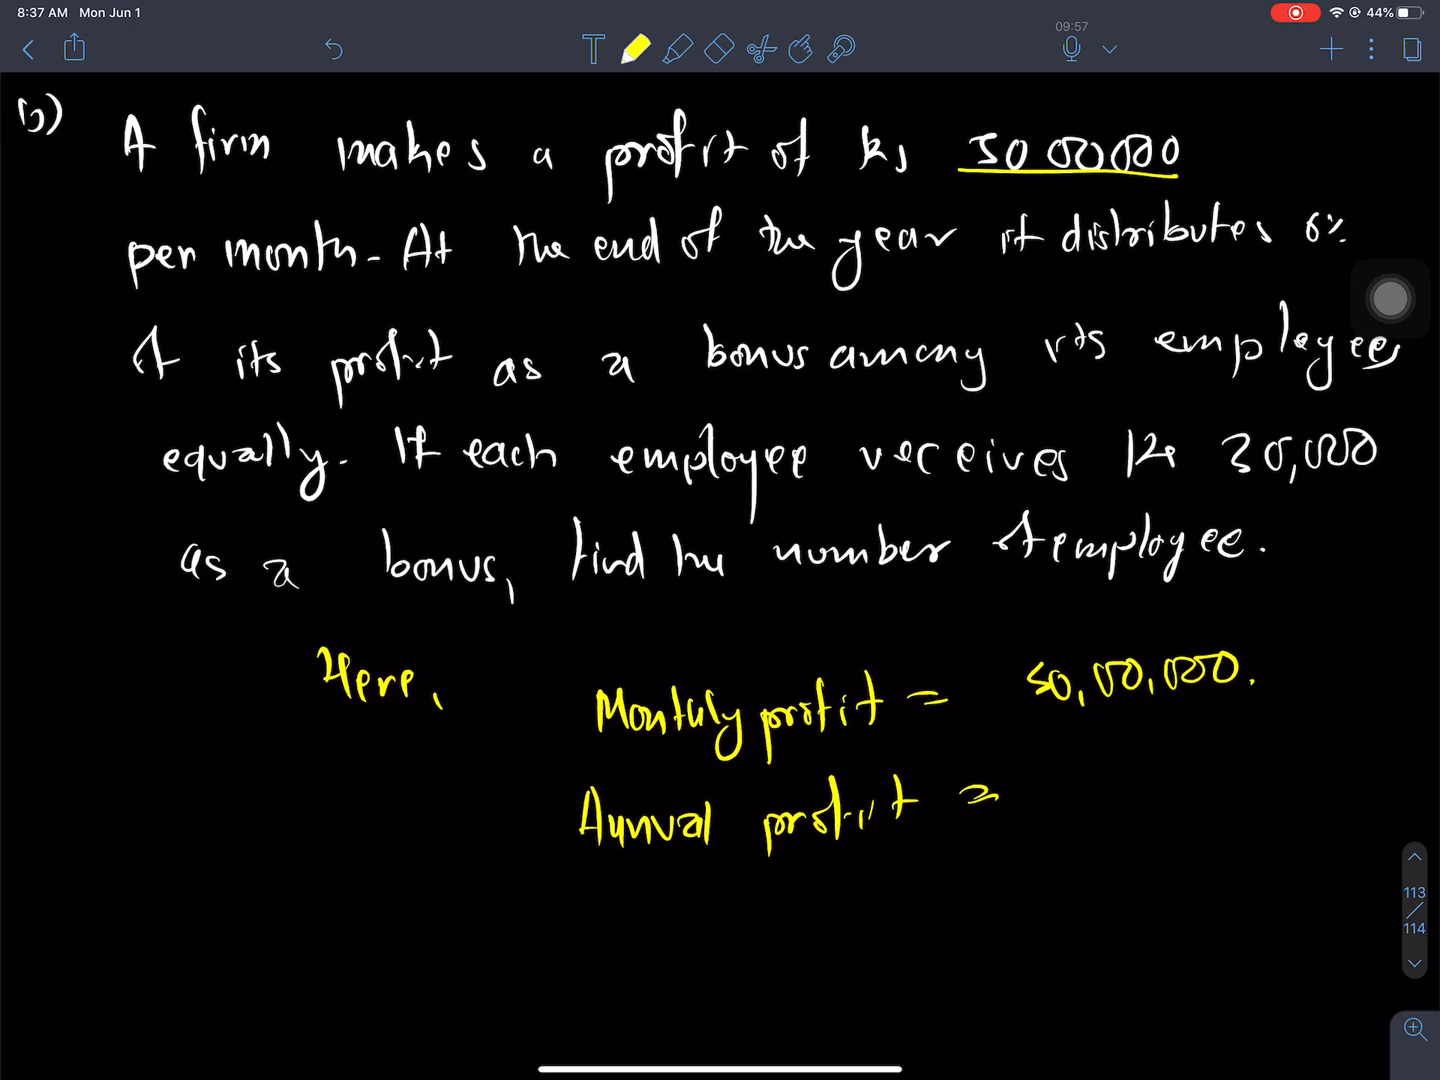 8:37 AM Mon Jun 1
44%
09:57
b) A firm makes a profit of Rs 5000000
per month. At the end of the year it distributes 6%
of its profit as a bonus among its employees
equally. If each employee receives Rs 30,000
as a bonus, find the number of employee.
Here, Monthly profit = 50,00,000.
Annual profit =
113
114